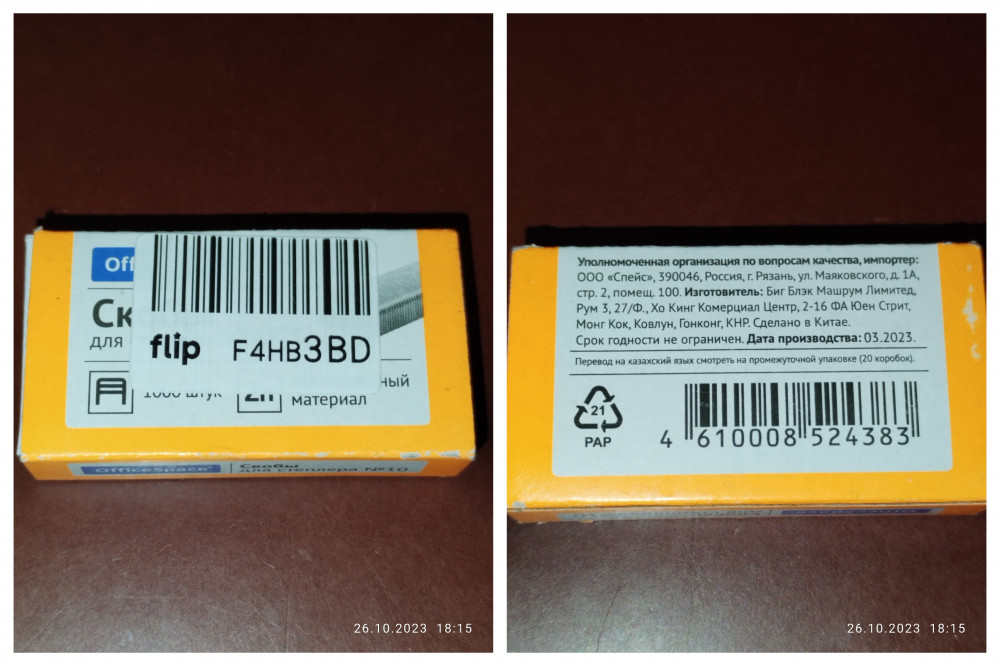 Off
Ск
для
flip F4HB3BD
1000 штук
Zn
ный
материал
OfficeSpace
Скобы
для степлера №10
26.10.2023 18:15
Уполномоченная организация по вопросам качества, импортер:
ООО «Спейс», 390046, Россия, г. Рязань, ул. Маяковского, д. 1А,
стр. 2, помещ. 100. Изготовитель: Биг Блэк Машрум Лимитед,
Рум 3, 27/Ф., Хо Кинг Комерциал Центр, 2-16 ФА Юен Стрит,
Монг Кок, Ковлун, Гонконг, КНР. Сделано в Китае.
Срок годности не ограничен. Дата производства: 03.2023.
Перевод на казахский язых смотреть на промежуточной упаковке (20 коробок).
21
PAP
4 610008 524383
26.10.2023 18:15